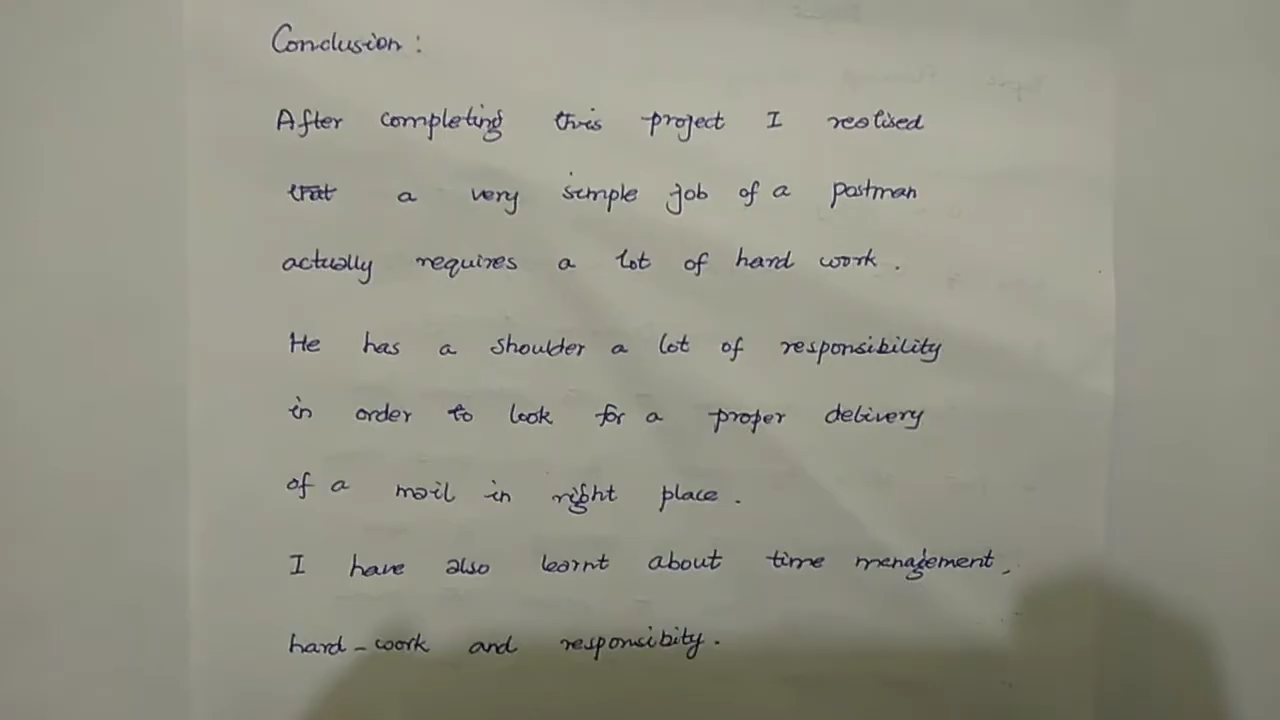 Conclusion :
After completing this project I realised
that a very simple job of a postman
actually requires a lot of hard work .
He has a shoulder a lot of responsibility
in order to look for a proper delivery
of a mail in right place .
I have also learnt about time management,
hard-work and responsibity.